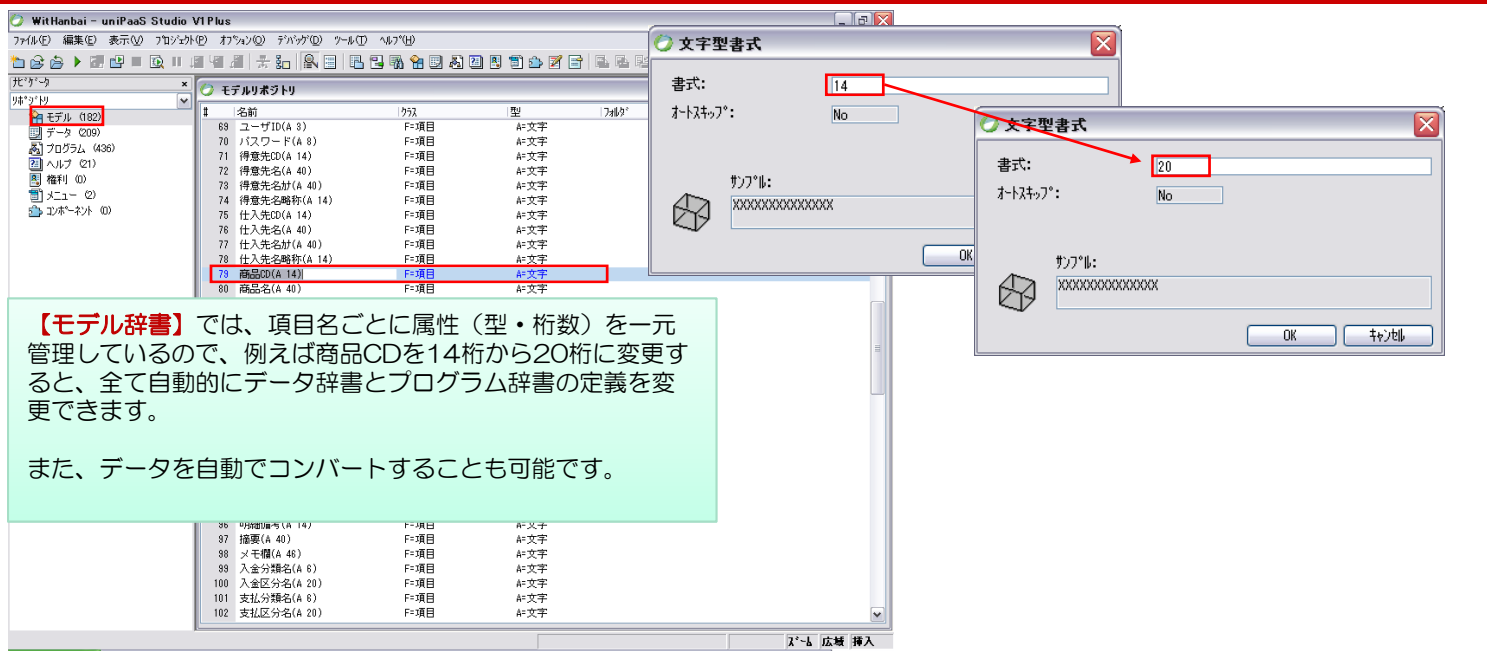 WitHanbai - uniPaaS Studio V1Plus
ﾌｧｲﾙ(F) 編集(E) 表示(V) ﾌﾟﾛｼﾞｪｸﾄ(P) ｵﾌﾟｼｮﾝ(O) ﾃﾞﾊﾞｯｸﾞ(D) ﾂｰﾙ(T) ﾍﾙﾌﾟ(H)
ﾅﾋﾞｹﾞｰﾀ
ﾘﾎﾟｼﾞﾄﾘ
モデル (182)
データ (209)
プログラム (436)
ヘルプ (21)
権利 (0)
メニュー (2)
コンポーネント (0)
モデルリポジトリ
# 名前 ｸﾗｽ 型 ﾌｫﾙﾀﾞ
69 ユーザID(A 3) F=項目 A=文字
70 パスワード(A 8) F=項目 A=文字
71 得意先CD(A 14) F=項目 A=文字
72 得意先名(A 40) F=項目 A=文字
73 得意先名ｶﾅ(A 40) F=項目 A=文字
74 得意先名略称(A 14) F=項目 A=文字
75 仕入先CD(A 14) F=項目 A=文字
76 仕入先名(A 40) F=項目 A=文字
77 仕入先名ｶﾅ(A 40) F=項目 A=文字
78 仕入先名略称(A 14) F=項目 A=文字
79 商品CD(A 14) F=項目 A=文字
80 商品名(A 40) F=項目 A=文字
【モデル辞書】では、項目名ごとに属性（型・桁数）を一元
管理しているので、例えば商品CDを14桁から20桁に変更す
ると、全て自動的にデータ辞書とプログラム辞書の定義を変
更できます。
また、データを自動でコンバートすることも可能です。
96 明細備考(A 14) F=項目 A=文字
97 摘要(A 40) F=項目 A=文字
98 メモ欄(A 46) F=項目 A=文字
99 入金分類名(A 6) F=項目 A=文字
100 入金区分名(A 20) F=項目 A=文字
101 支払分類名(A 6) F=項目 A=文字
102 支払区分名(A 20) F=項目 A=文字
ｽﾞｰﾑ 広域 挿入
文字型書式
書式: 14
ｵｰﾄｽｷｯﾌﾟ: No
ｻﾝﾌﾟﾙ:
XXXXXXXXXXXXXX
OK
文字型書式
書式: 20
ｵｰﾄｽｷｯﾌﾟ: No
ｻﾝﾌﾟﾙ:
XXXXXXXXXXXXXX
OK ｷｬﾝｾﾙ